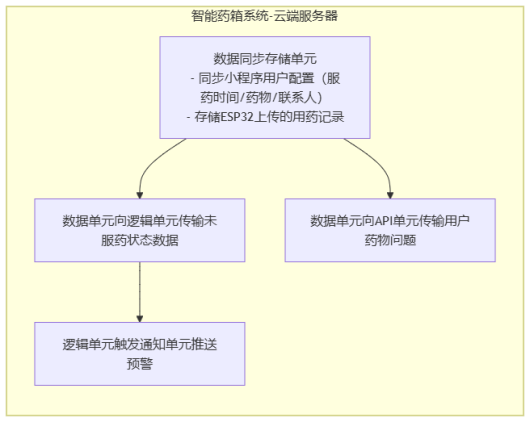 智能药箱系统-云端服务器
数据同步存储单元
- 同步小程序用户配置（服
药时间/药物/联系人）
- 存储ESP32上传的用药记录
数据单元向逻辑单元传输未
服药状态数据
数据单元向API单元传输用户
药物问题
逻辑单元触发通知单元推送
预警